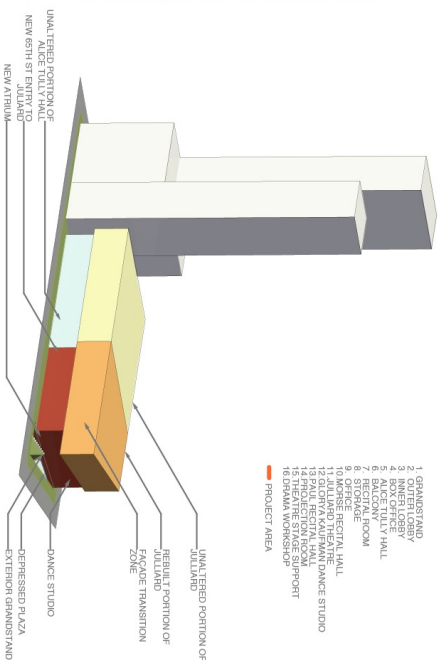 UNALTERED PORTION OF
ALICE TULLY HALL
NEW 65TH ST ENTRY TO
JULIARD
NEW ATRIUM
1. GRANDSTAND
2. OUTER LOBBY
3. INNER LOBBY
4. BOX OFFICE
5. ALICE TULLY HALL
6. BALCONY
7. RECITAL ROOM
8. STORAGE
9. OFFICE
10.MORSE RECITAL HALL
11.JULLIARD THEATRE
12.GLORYA KAUFMAN DANCE STUDIO
13.PAUL RECITAL HALL
14.PROJECTION ROOM
15.THEATRE STAGE SUPPORT
16.DRAMA WORKSHOP
PROJECT AREA
UNALTERED PORTION OF
JULLIARD
REBUILT PORTION OF
JULLIARD
FAÇADE TRANSITION
ZONE
DANCE STUDIO
DEPRESSED PLAZA
EXTERIOR GRANDSTAND